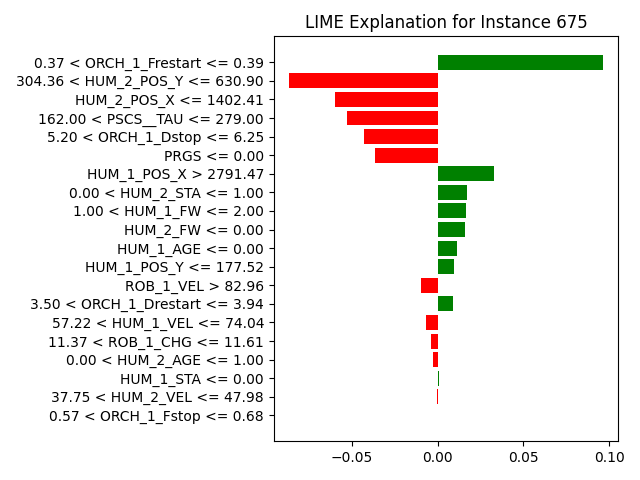 LIME Explanation for Instance 675
0.37 < ORCH_1_Frestart <= 0.39
304.36 < HUM_2_POS_Y <= 630.90
HUM_2_POS_X <= 1402.41
162.00 < PSCS__TAU <= 279.00
5.20 < ORCH_1_Dstop <= 6.25
PRGS <= 0.00
HUM_1_POS_X > 2791.47
0.00 < HUM_2_STA <= 1.00
1.00 < HUM_1_FW <= 2.00
HUM_2_FW <= 0.00
HUM_1_AGE <= 0.00
HUM_1_POS_Y <= 177.52
ROB_1_VEL > 82.96
3.50 < ORCH_1_Drestart <= 3.94
57.22 < HUM_1_VEL <= 74.04
11.37 < ROB_1_CHG <= 11.61
0.00 < HUM_2_AGE <= 1.00
HUM_1_STA <= 0.00
37.75 < HUM_2_VEL <= 47.98
0.57 < ORCH_1_Fstop <= 0.68
−0.05 0.00 0.05 0.10